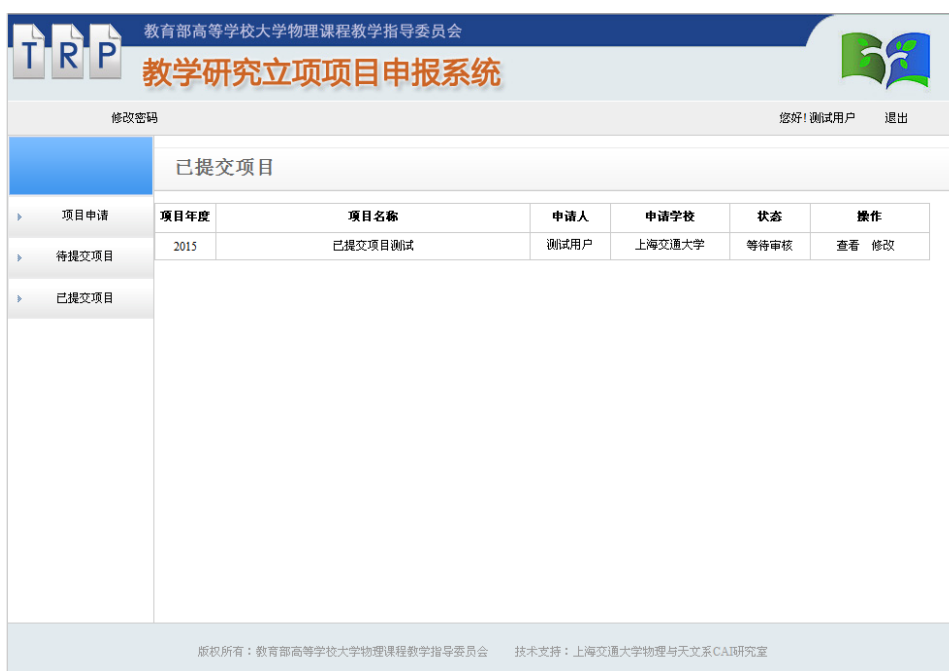 TRP
教育部高等学校大学物理课程教学指导委员会
教学研究立项项目申报系统
修改密码 您好!测试用户 退出
已提交项目
项目申请
待提交项目
已提交项目
项目年度 项目名称 申请人 申请学校 状态 操作
2015 已提交项目测试 测试用户 上海交通大学 等待审核 查看 修改
版权所有：教育部高等学校大学物理课程教学指导委员会 技术支持：上海交通大学物理与天文系CAI研究室